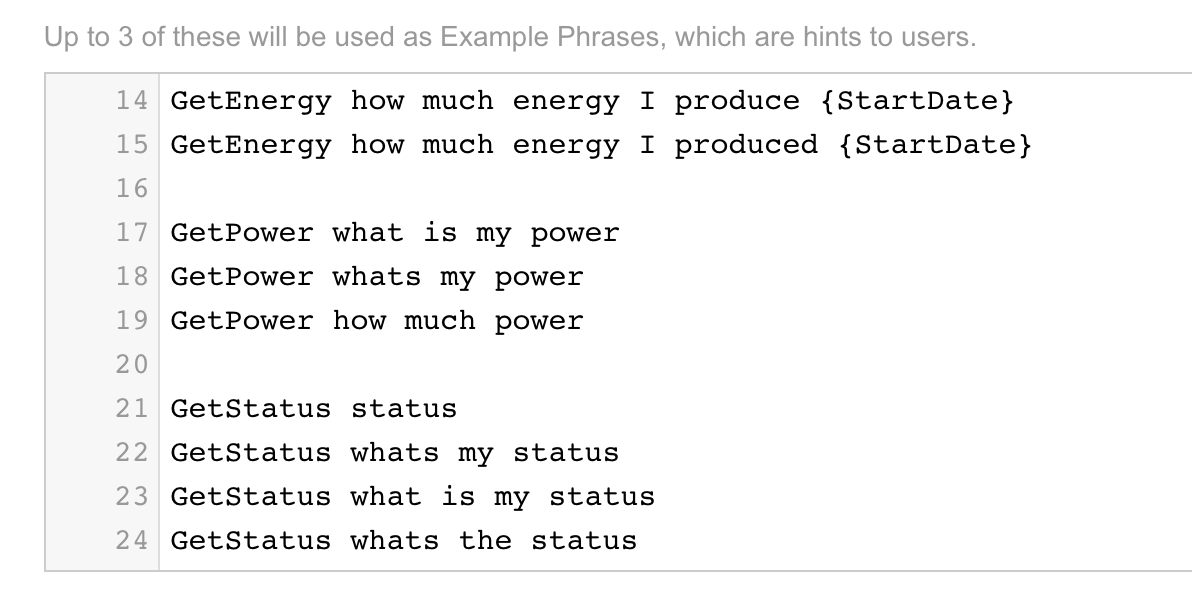 Up to 3 of these will be used as Example Phrases, which are hints to users.
14 GetEnergy how much energy I produce {StartDate}
15 GetEnergy how much energy I produced {StartDate}
16
17 GetPower what is my power
18 GetPower whats my power
19 GetPower how much power
20
21 GetStatus status
22 GetStatus whats my status
23 GetStatus what is my status
24 GetStatus whats the status